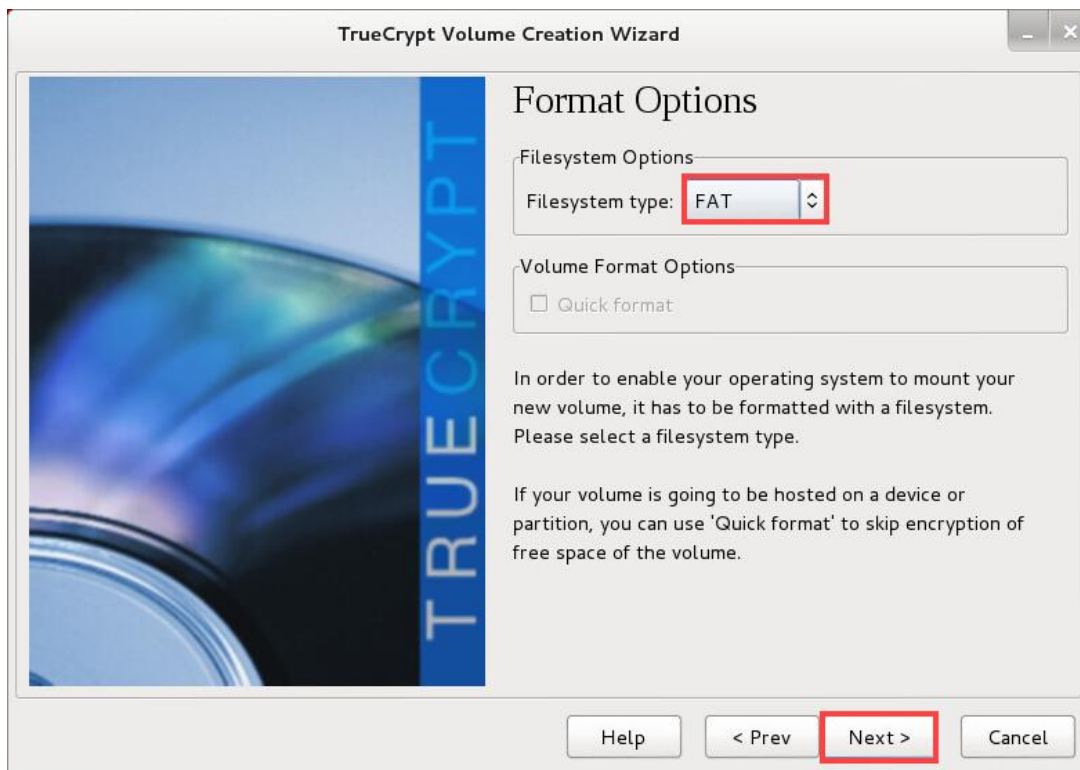 TrueCrypt Volume Creation Wizard
TRUECRYPT
Format Options
Filesystem Options
Filesystem type: FAT
Volume Format Options
Quick format
In order to enable your operating system to mount your
new volume, it has to be formatted with a filesystem.
Please select a filesystem type.
If your volume is going to be hosted on a device or
partition, you can use 'Quick format' to skip encryption of
free space of the volume.
Help
< Prev
Next >
Cancel